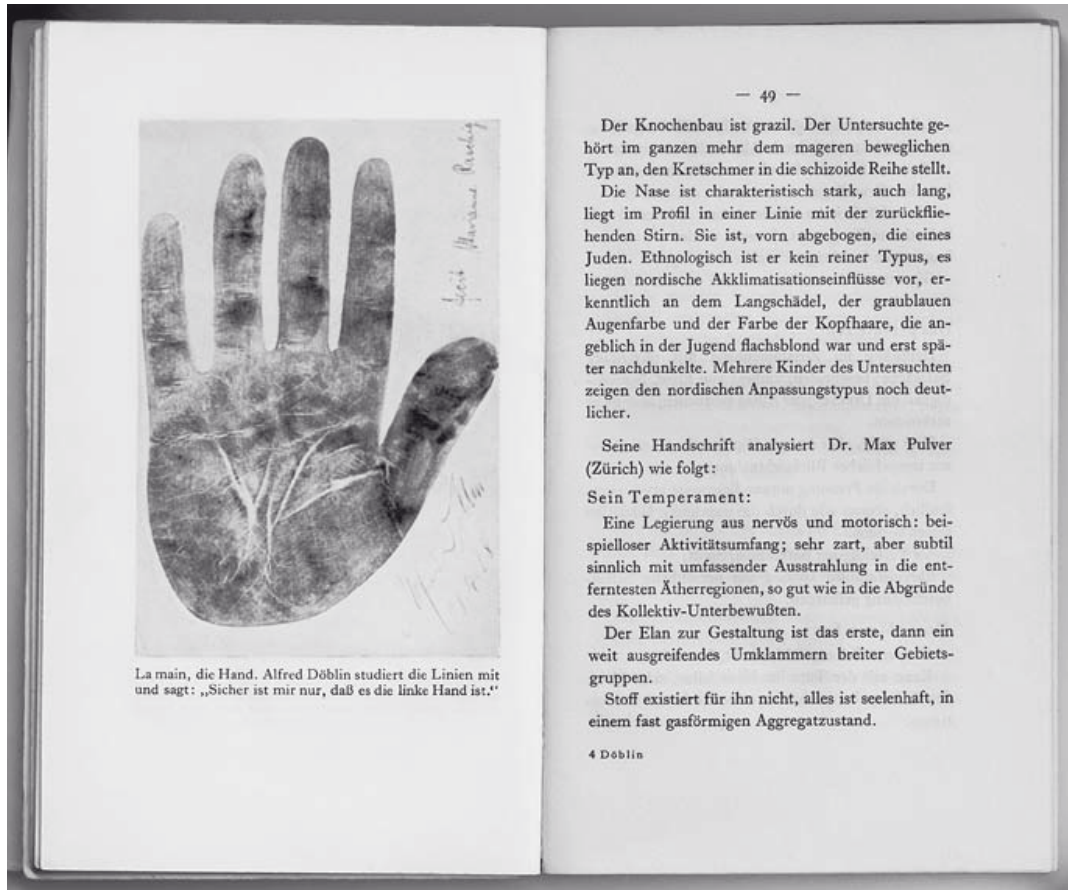 Marianne Raschig
La main, die Hand. Alfred Döblin studiert die Linien mit
und sagt: „Sicher ist mir nur, daß es die linke Hand ist.“
— 49 —
Der Knochenbau ist grazil. Der Untersuchte ge-
hört im ganzen mehr dem mageren beweglichen
Typ an, den Kretschmer in die schizoide Reihe stellt.
Die Nase ist charakteristisch stark, auch lang,
liegt im Profil in einer Linie mit der zurückflie-
henden Stirn. Sie ist, vorn abgebogen, die eines
Juden. Ethnologisch ist er kein reiner Typus, es
liegen nordische Akklimatisationseinflüsse vor, er-
kenntlich an dem Langschädel, der graublauen
Augenfarbe und der Farbe der Kopfhaare, die an-
geblich in der Jugend flachsblond war und erst spä-
ter nachdunkelte. Mehrere Kinder des Untersuchten
zeigen den nordischen Anpassungstypus noch deut-
licher.
Seine Handschrift analysiert Dr. Max Pulver
(Zürich) wie folgt:
Sein Temperament:
Eine Legierung aus nervös und motorisch: bei-
spielloser Aktivitätsumfang; sehr zart, aber subtil
sinnlich mit umfassender Ausstrahlung in die ent-
ferntesten Ätherregionen, so gut wie in die Abgründe
des Kollektiv-Unterbewußten.
Der Elan zur Gestaltung ist das erste, dann ein
weit ausgreifendes Umklammern breiter Gebiets-
gruppen.
Stoff existiert für ihn nicht, alles ist seelenhaft, in
einem fast gasförmigen Aggregatzustand.
4 Döblin